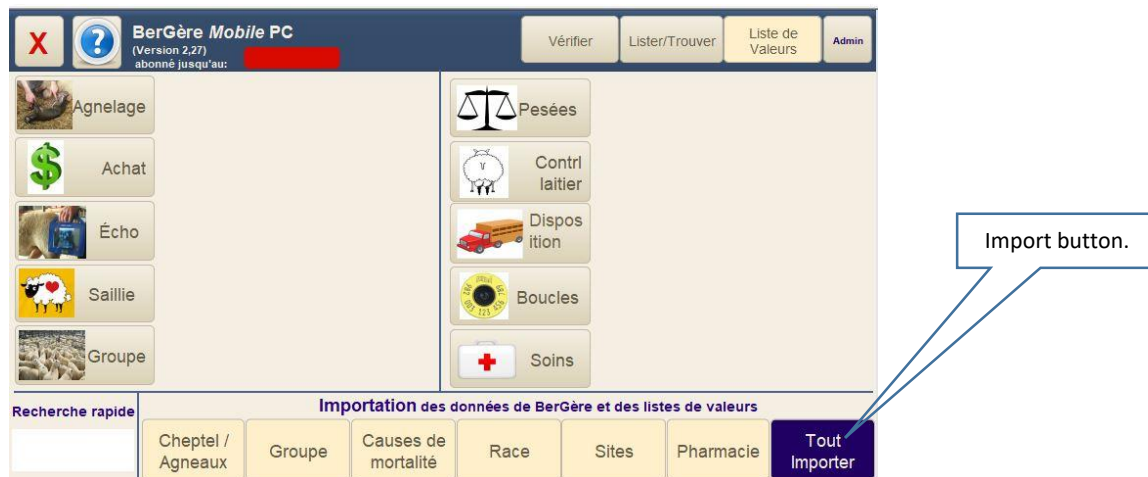 X
?
BerGère Mobile PC
(Version 2,27)
abonné jusqu'au:
Vérifier
Lister/Trouver
Liste de
Valeurs
Admin
Agnelage
Achat
Écho
Saillie
Groupe
Pesées
Contrl
laitier
Dispos
ition
Boucles
Soins
Import button.
Recherche rapide
Importation des données de BerGère et des listes de valeurs
Cheptel /
Agneaux
Groupe
Causes de
mortalité
Race
Sites
Pharmacie
Tout
Importer